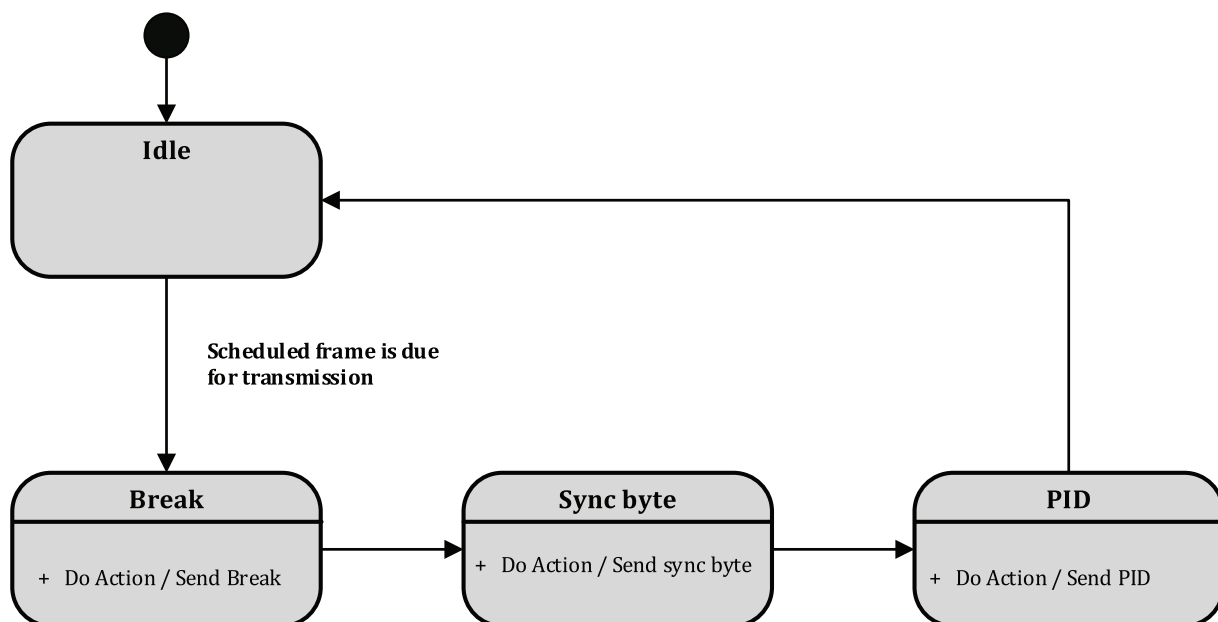 Idle
Scheduled frame is due
for transmission
Break
+ Do Action / Send Break
Sync byte
+ Do Action / Send sync byte
PID
+ Do Action / Send PID